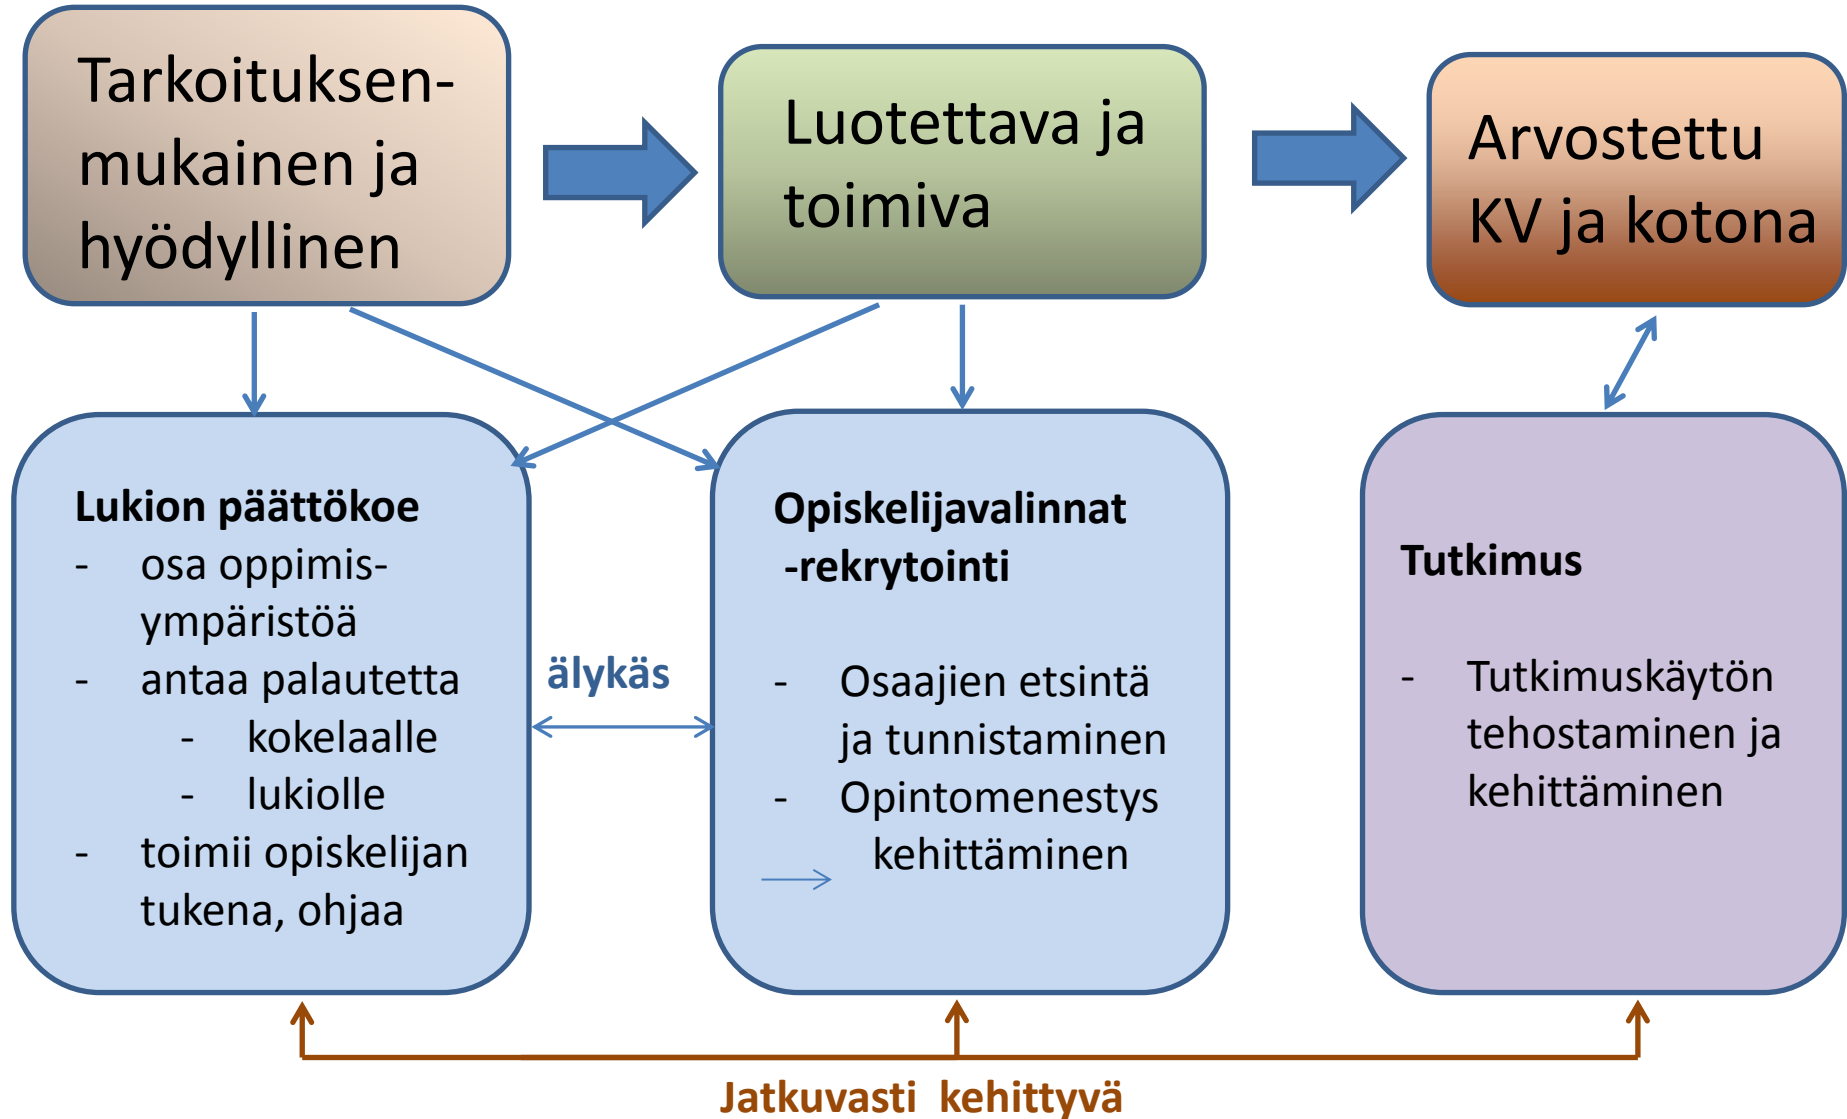 Tarkoituksen-
mukainen ja
hyödyllinen
Luotettava ja
toimiva
Arvostettu
KV ja kotona
Lukion päättökoe
- osa oppimis-
ympäristöä
- antaa palautetta
- kokelaalle
- lukiolle
- toimii opiskelijan
tukena, ohjaa
älykäs
Opiskelijavalinnat
-rekrytointi
- Osaajien etsintä
ja tunnistaminen
- Opintomenestys
kehittäminen
Tutkimus
- Tutkimuskäytön
tehostaminen ja
kehittäminen
Jatkuvasti kehittyvä